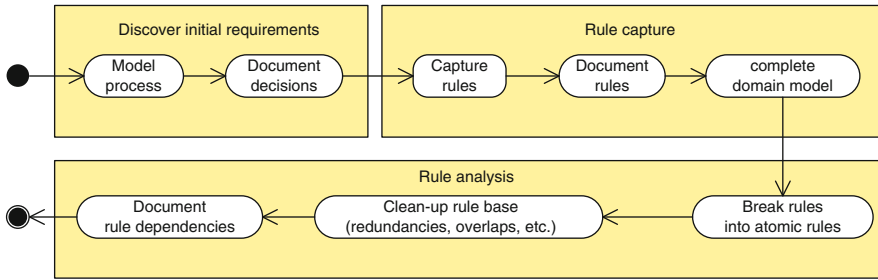 Discover initial requirements
Model
process
Document
decisions
Rule capture
Capture
rules
Document
rules
complete
domain model
Rule analysis
Document
rule dependencies
Clean-up rule base
(redundancies, overlaps, etc.)
Break rules
into atomic rules